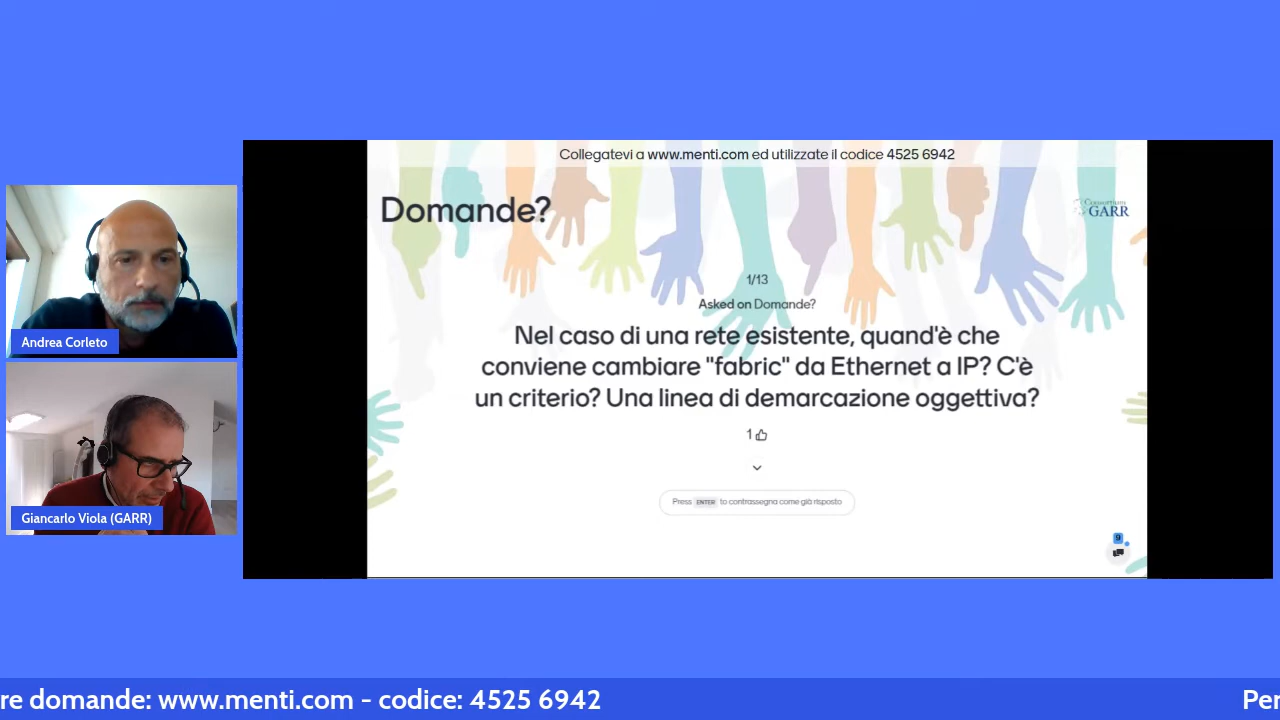 Collegatevi a www.menti.com ed utilizzate il codice 4525 6942
Domande?
Consortium
GARR
1/13
Asked on Domande?
Nel caso di una rete esistente, quand'è che
conviene cambiare "fabric" da Ethernet a IP? C'è
un criterio? Una linea di demarcazione oggettiva?
1
Press ENTER to contrassegna come già risposto
9
Andrea Corleto
Giancarlo Viola (GARR)
re domande: www.menti.com - codice: 4525 6942
Per